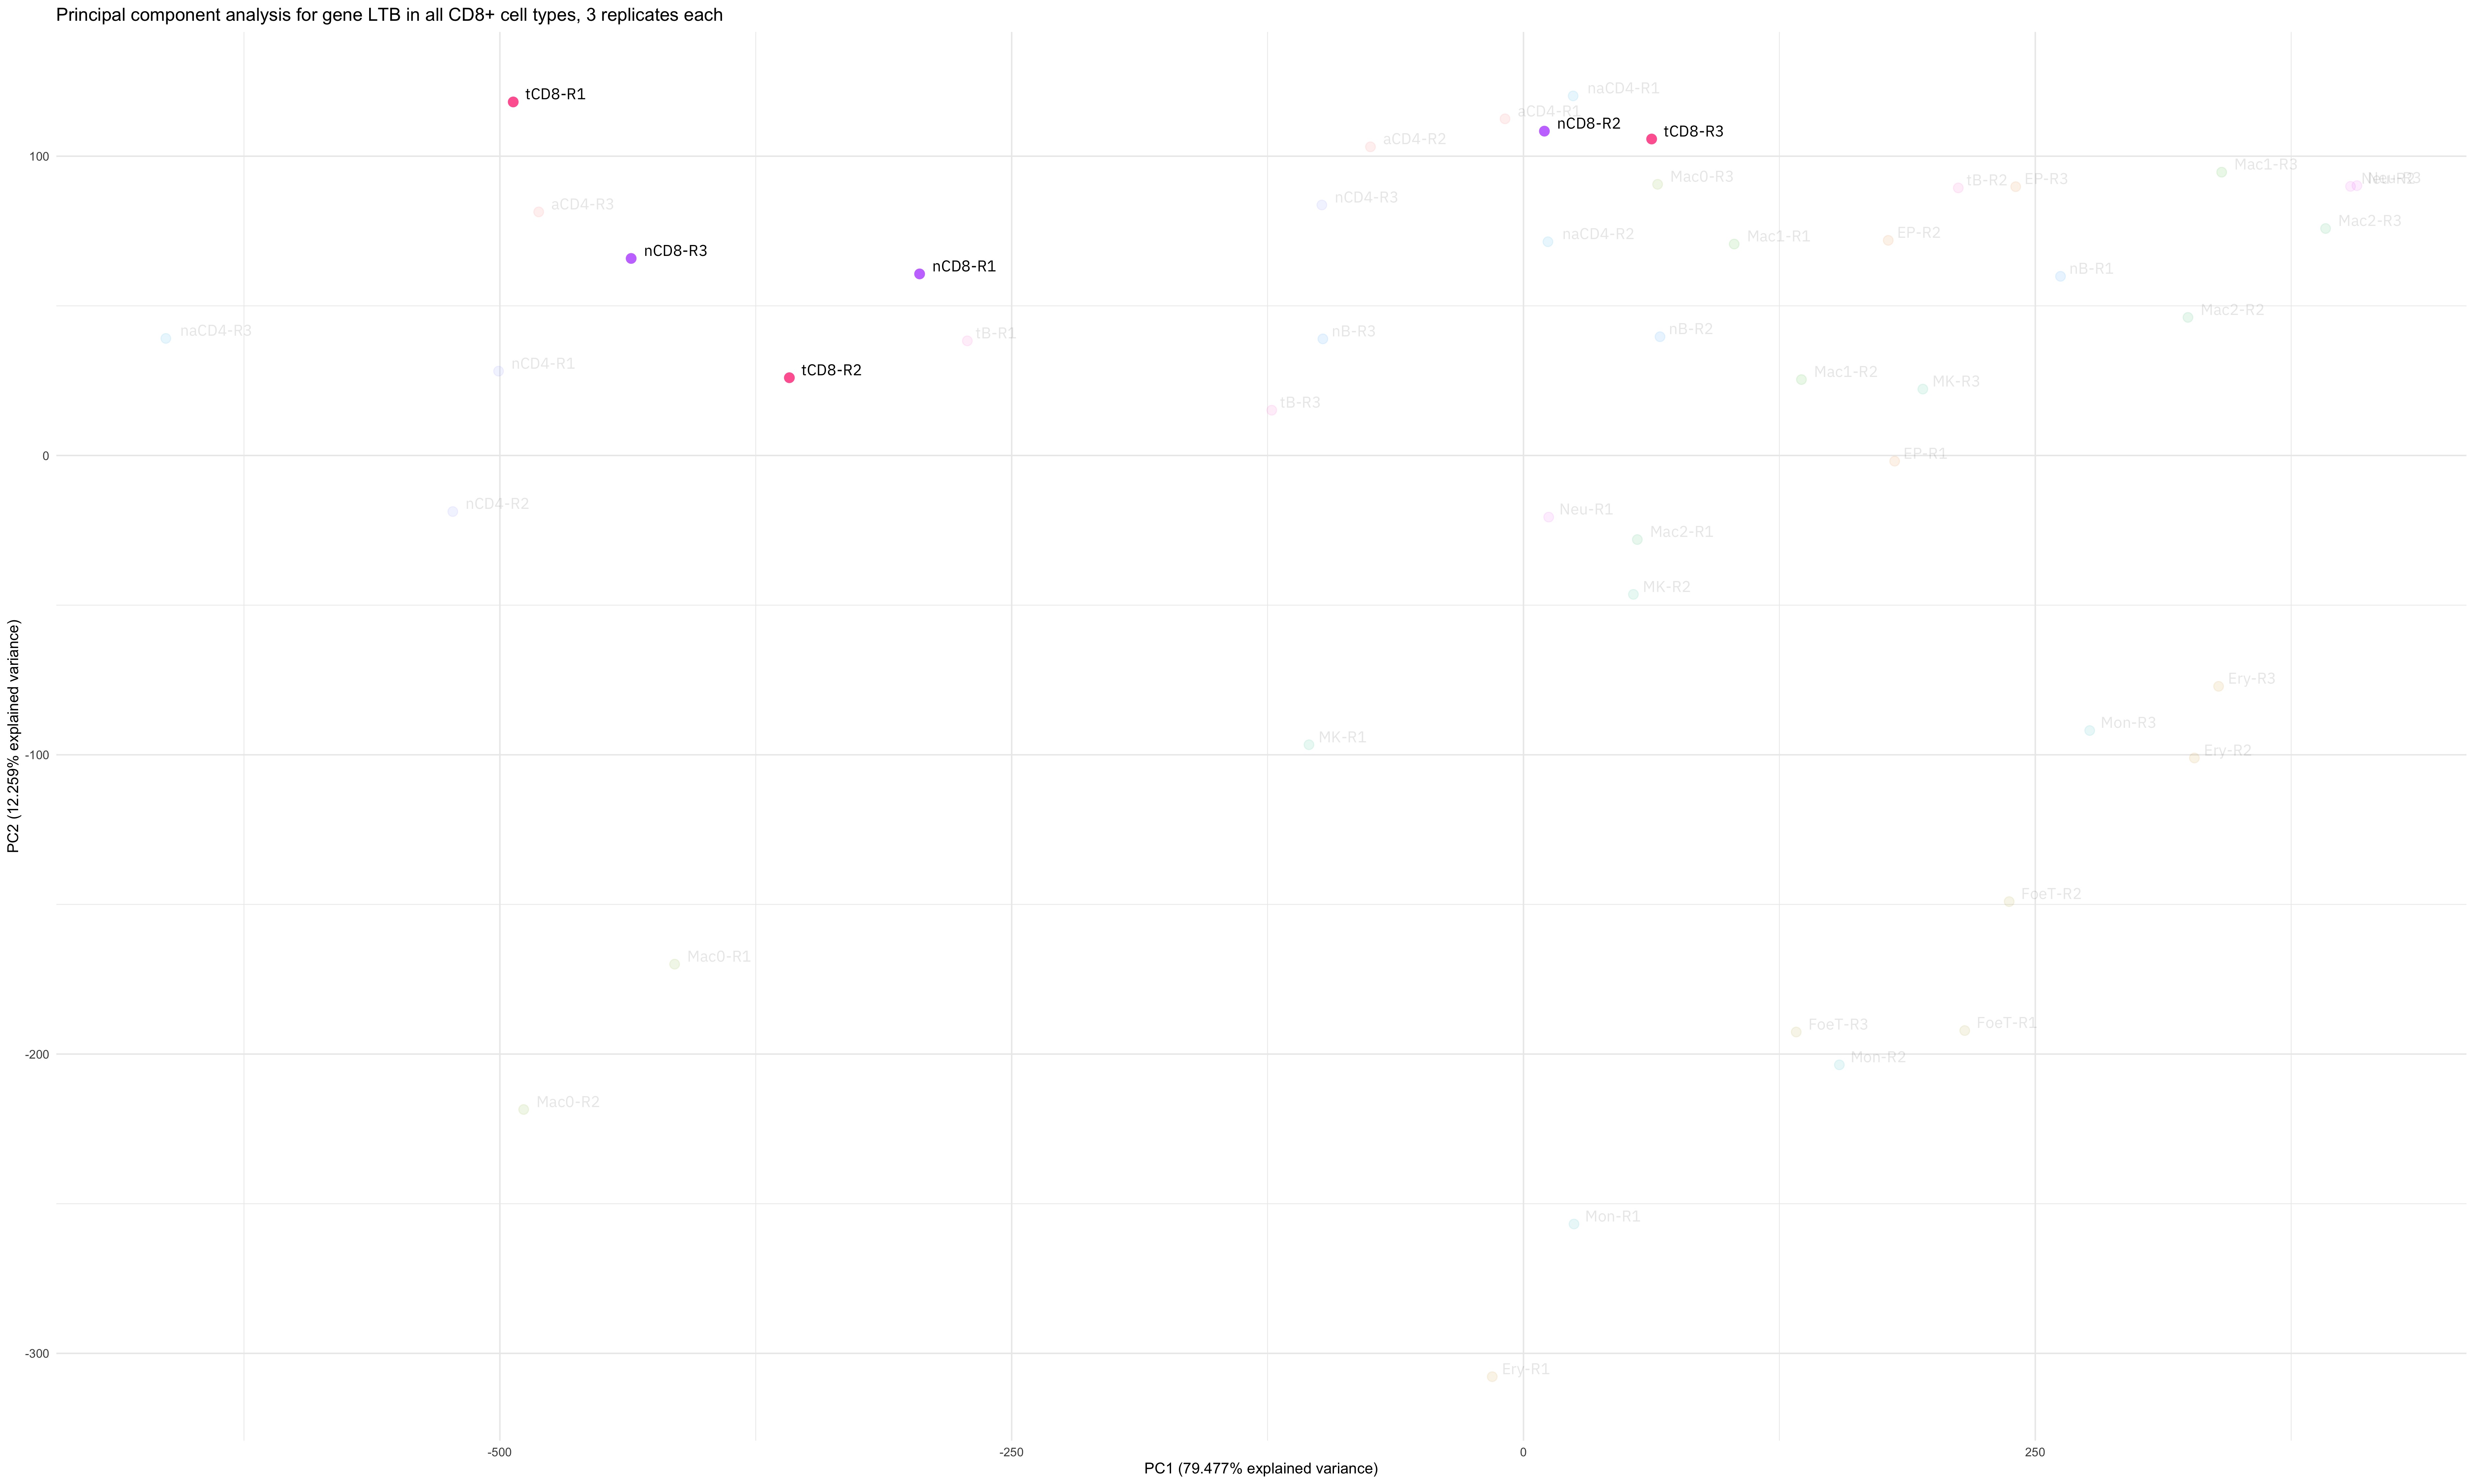 Principal component analysis for gene LTB in all CD8+ cell types, 3 replicates each
naCD4-R1
tCD8-R1
aCD4-R1
nCD8-R2
tCD8-R3
aCD4-R2
100
Mac1-R3
Mac0-R3
tB-R2
EP-R3
Neu-R2
Neu-R3
nCD4-R3
aCD4-R3
Mac2-R3
naCD4-R2
Mac1-R1
EP-R2
nCD8-R3
nCD8-R1
nB-R1
Mac2-R2
naCD4-R3
tB-R1
nB-R3
nB-R2
nCD4-R1
tCD8-R2
Mac1-R2
MK-R3
tB-R3
0
EP-R1
nCD4-R2
Neu-R1
Mac2-R1
MK-R2
PC2 (12.259% explained variance)
Ery-R3
Mon-R3
MK-R1
Ery-R2
-100
FoeT-R2
Mac0-R1
FoeT-R3
FoeT-R1
-200
Mon-R2
Mac0-R2
Mon-R1
-300
Ery-R1
-500
-250
0
250
PC1 (79.477% explained variance)